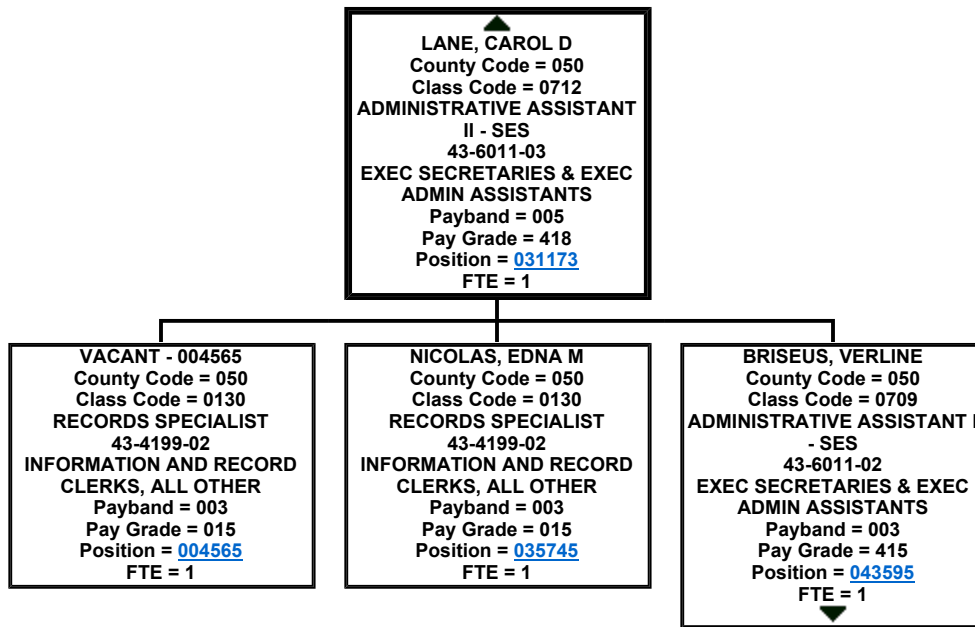 LANE, CAROL D
County Code = 050
Class Code = 0712
ADMINISTRATIVE ASSISTANT
II - SES
43-6011-03
EXEC SECRETARIES & EXEC
ADMIN ASSISTANTS
Payband = 005
Pay Grade = 418
Position = 031173
FTE = 1
VACANT - 004565
County Code = 050
Class Code = 0130
RECORDS SPECIALIST
43-4199-02
INFORMATION AND RECORD
CLERKS, ALL OTHER
Payband = 003
Pay Grade = 015
Position = 004565
FTE = 1
NICOLAS, EDNA M
County Code = 050
Class Code = 0130
RECORDS SPECIALIST
43-4199-02
INFORMATION AND RECORD
CLERKS, ALL OTHER
Payband = 003
Pay Grade = 015
Position = 035745
FTE = 1
BRISEUS, VERLINE
County Code = 050
Class Code = 0709
ADMINISTRATIVE ASSISTANT I
- SES
43-6011-02
EXEC SECRETARIES & EXEC
ADMIN ASSISTANTS
Payband = 003
Pay Grade = 415
Position = 043595
FTE = 1